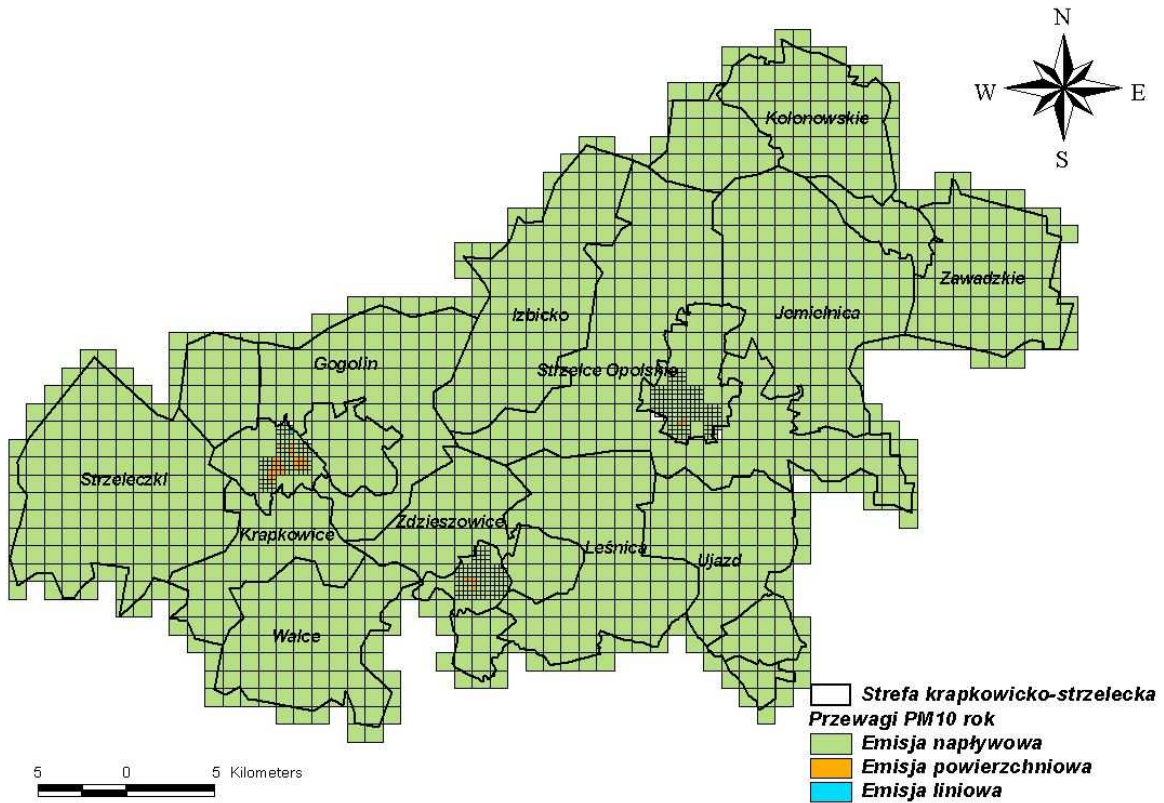 N
W E
S
Kolonowskie
Zawadzkie
Izbicko
Jemielnica
Gogolin
Strzelce Opolskie
Strzeleczki
Krapkowice
Zdzieszowice
Leśnica
Ujazd
Walce
Strefa krapkowicko-strzelecka
Przewagi PM10 rok
Emisja napływowa
Emisja powierzchniowa
Emisja liniowa
5 0 5 Kilometers